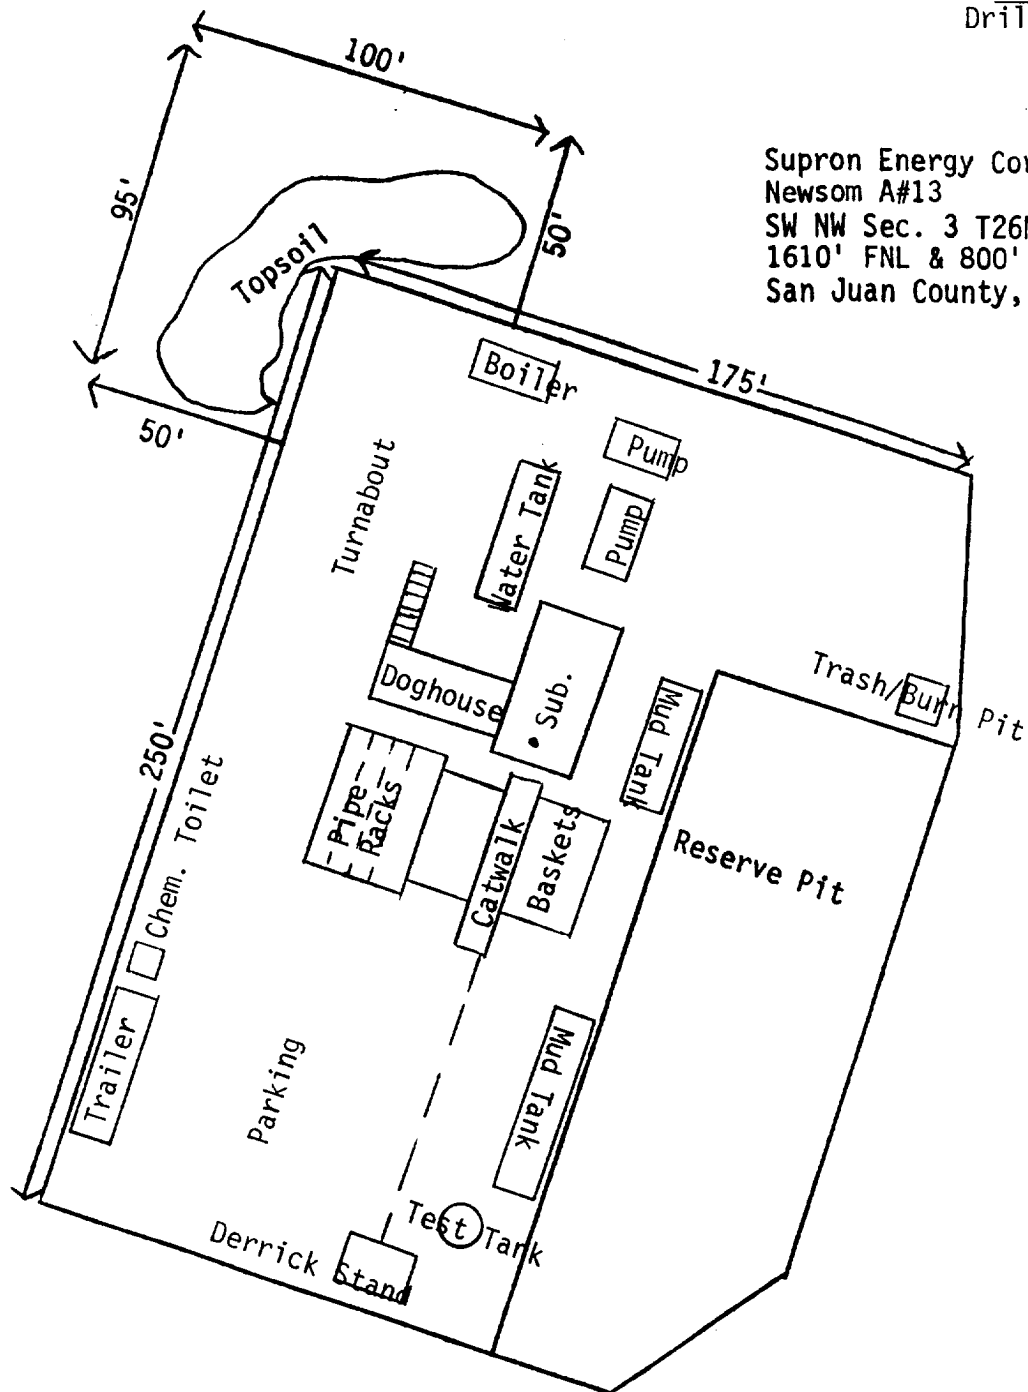 Dril
100'
95'
Supron Energy Cor
Newsom A#13
SW NW Sec. 3 T26
1610' FNL & 800'
San Juan County,
50'
Topsoil
175'
Boiler
50'
Pump
Turnabout
Water Tank
Pump
Trash/Burn Pit
Doghouse
Sub.
Mud Tank
250'
Pipe
Racks
Chem. Toilet
Catwalk
Baskets
Reserve Pit
Trailer
Parking
Mud Tank
Test Tank
Derrick Stand